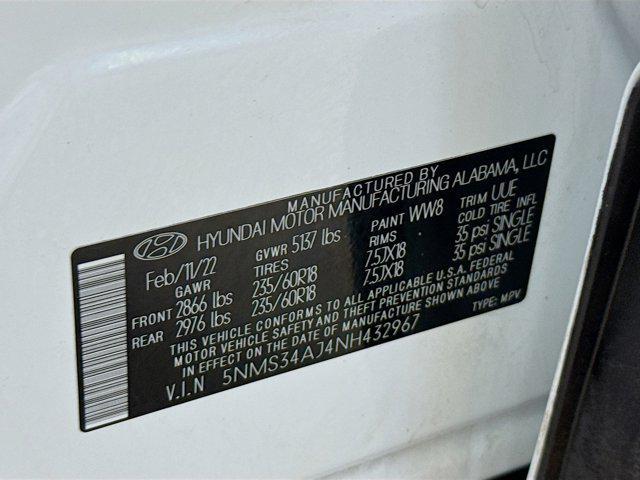 MANUFACTURED BY
HYUNDAI MOTOR MANUFACTURING ALABAMA, LLC
Feb/11/22 GVWR 5137 lbs PAINT WW8 TRIM UUE
GAWR TIRES RIMS COLD TIRE INFL
FRONT 2866 lbs 235/60R18 7.5JX18 35 psi SINGLE
REAR 2976 lbs 235/60R18 7.5JX18 35 psi SINGLE
THIS VEHICLE CONFORMS TO ALL APPLICABLE U.S.A. FEDERAL
MOTOR VEHICLE SAFETY AND THEFT PREVENTION STANDARDS
IN EFFECT ON THE DATE OF MANUFACTURE SHOWN ABOVE
V.I.N 5NMS34AJ4NH432967 TYPE: MPV